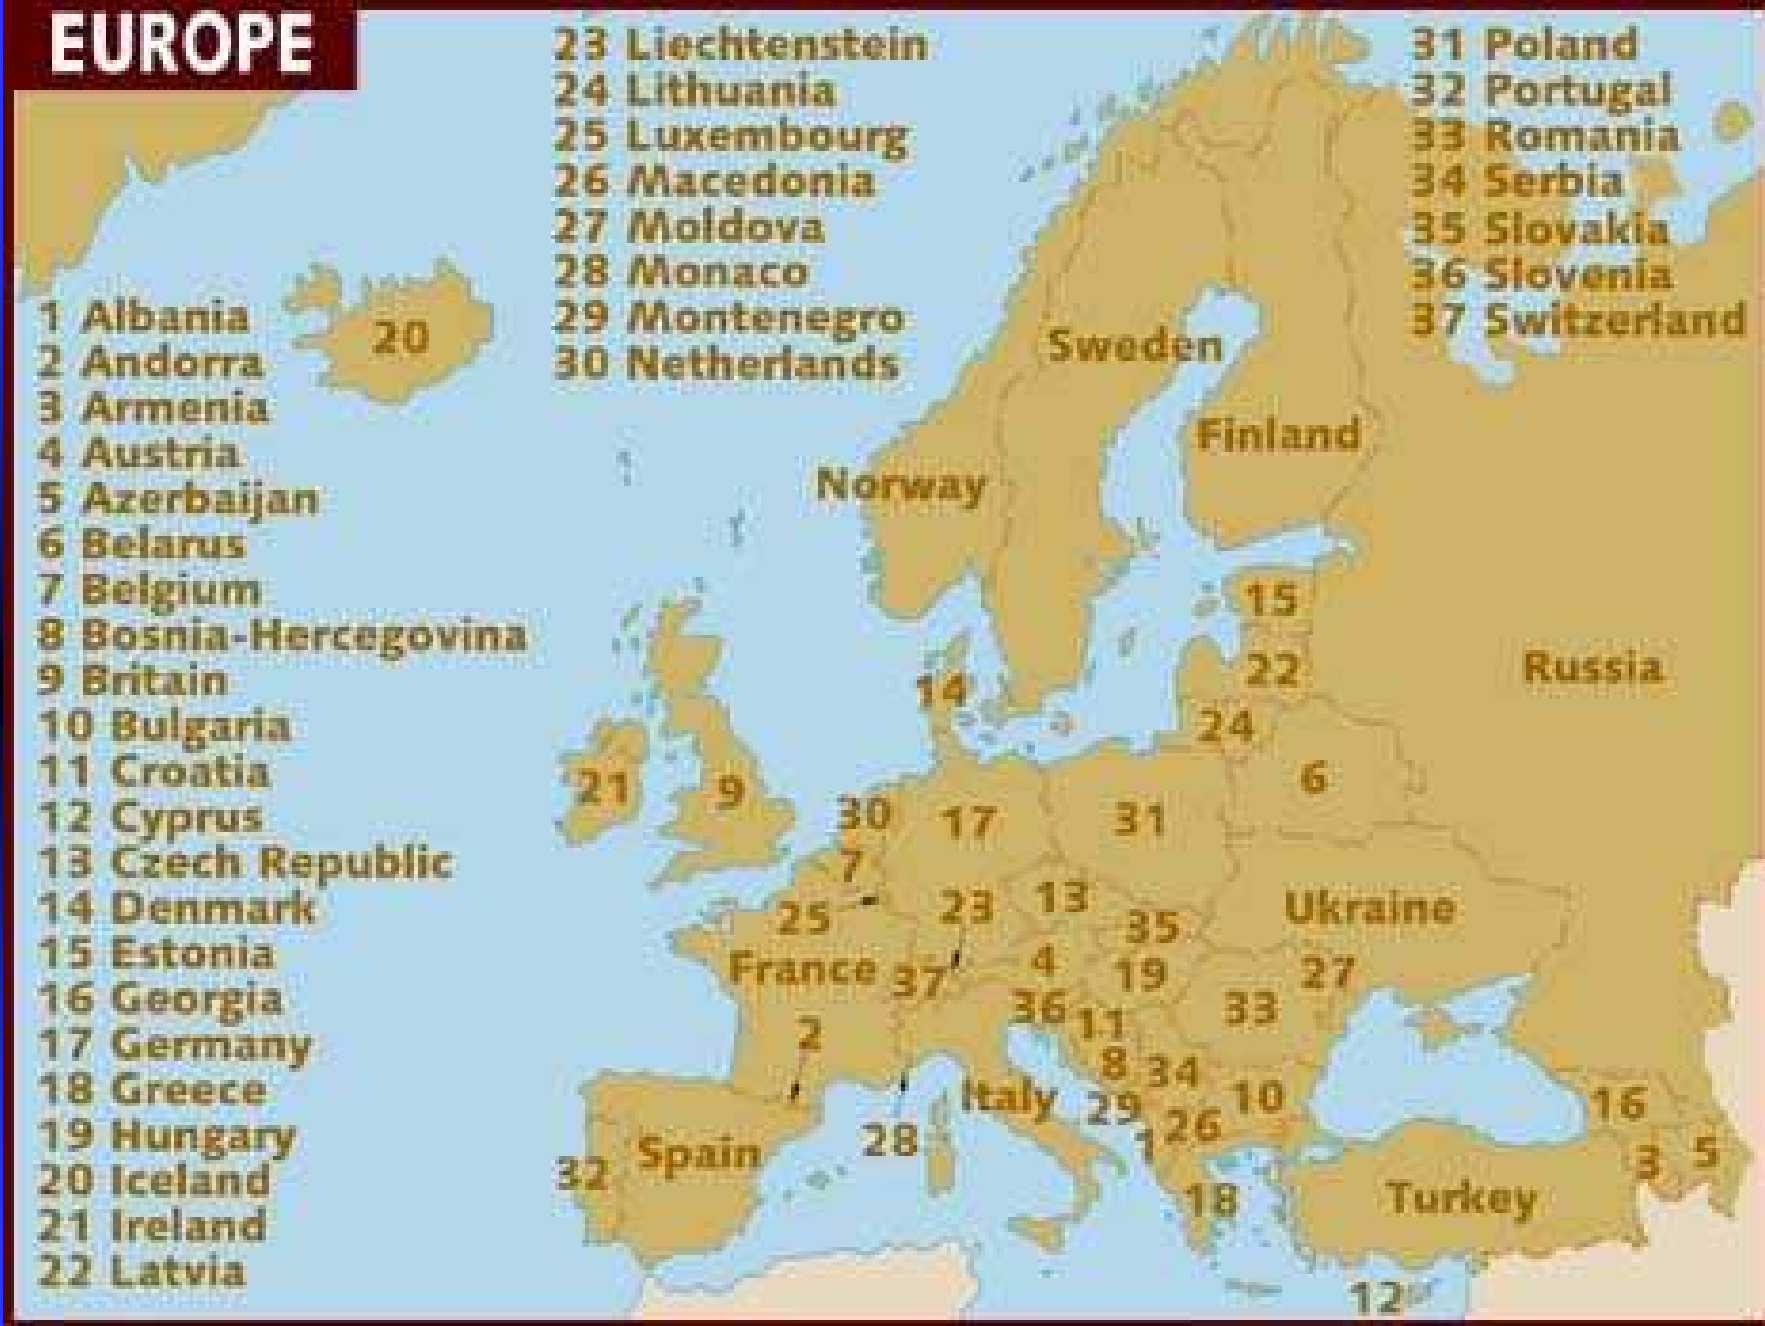 EUROPE
1 Albania
2 Andorra
3 Armenia
4 Austria
5 Azerbaijan
6 Belarus
7 Belgium
8 Bosnia-Hercegovina
9 Britain
10 Bulgaria
11 Croatia
12 Cyprus
13 Czech Republic
14 Denmark
15 Estonia
16 Georgia
17 Germany
18 Greece
19 Hungary
20 Iceland
21 Ireland
22 Latvia
23 Liechtenstein
24 Lithuania
25 Luxembourg
26 Macedonia
27 Moldova
28 Monaco
29 Montenegro
30 Netherlands
31 Poland
32 Portugal
33 Romania
34 Serbia
35 Slovakia
36 Slovenia
37 Switzerland
20
Sweden
Finland
Norway
15
22
Russia
14
24
6
21
9
30
17
31
7
25
23
13
35
Ukraine
France
37
4
19
27
36
11
33
2
8
34
28
Italy
29
26
10
16
1
3
5
32
Spain
18
Turkey
12